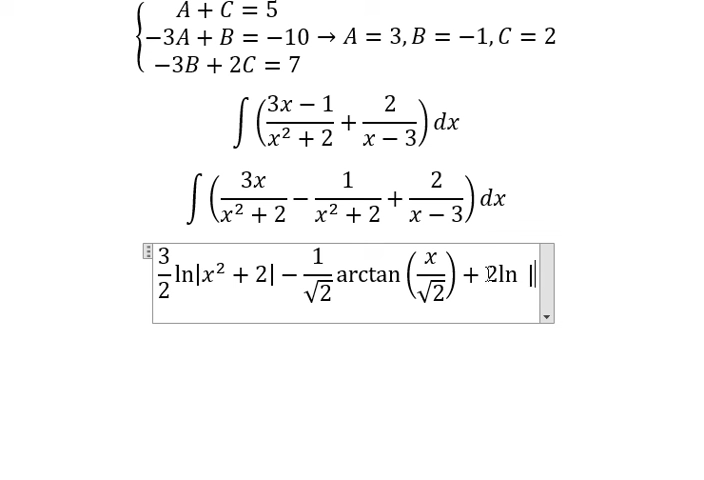 { A + C = 5
−3A + B = −10 → A = 3, B = −1, C = 2
−3B + 2C = 7
∫ ( (3x − 1)/(x² + 2) + 2/(x − 3) ) dx
∫ ( 3x/(x² + 2) − 1/(x² + 2) + 2/(x − 3) ) dx
3/2 ln|x² + 2| − 1/√2 arctan (x/√2) + 2ln |